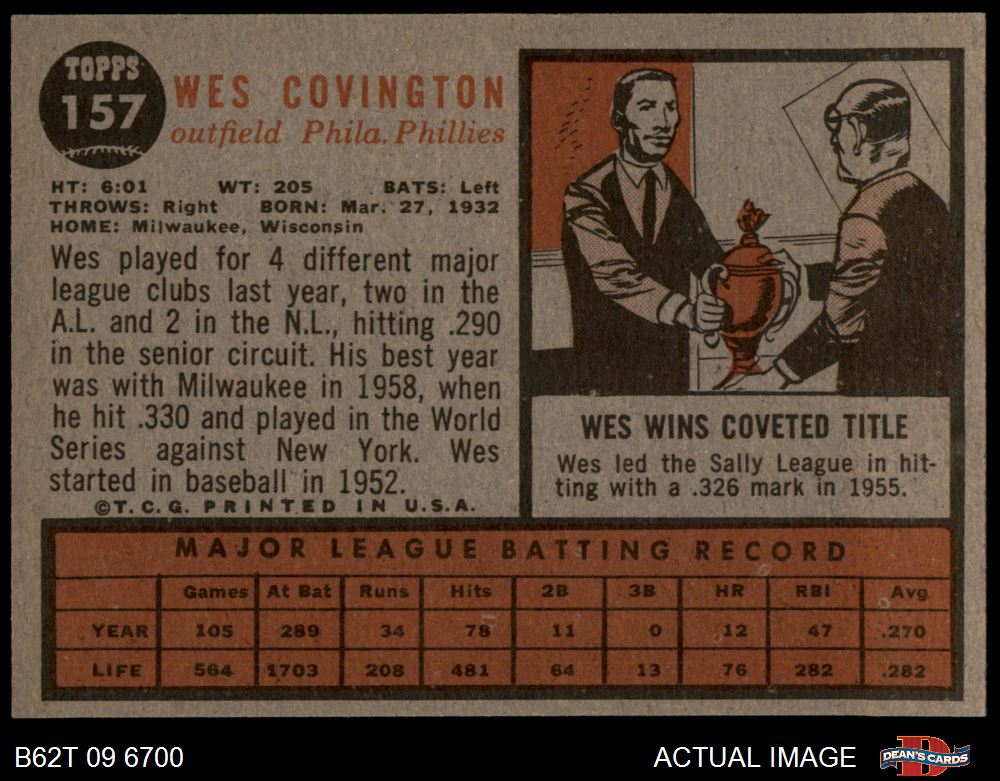 TOPPS
157
WES COVINGTON
outfield Phila. Phillies
HT: 6:01 WT: 205 BATS: Left
THROWS: Right BORN: Mar. 27, 1932
HOME: Milwaukee, Wisconsin
Wes played for 4 different major
league clubs last year, two in the
A.L. and 2 in the N.L., hitting .290
in the senior circuit. His best year
was with Milwaukee in 1958, when
he hit .330 and played in the World
Series against New York. Wes
started in baseball in 1952.
©T.C.G. PRINTED IN U.S.A.
WES WINS COVETED TITLE
Wes led the Sally League in hit-
ting with a .326 mark in 1955.
MAJOR LEAGUE BATTING RECORD
Games At Bat Runs Hits 2B 3B HR RBI Avg
YEAR 105 289 34 78 11 0 12 47 .270
LIFE 564 1703 208 481 64 13 76 282 .282
B62T 09 6700 ACTUAL IMAGE DEAN'S CARDS